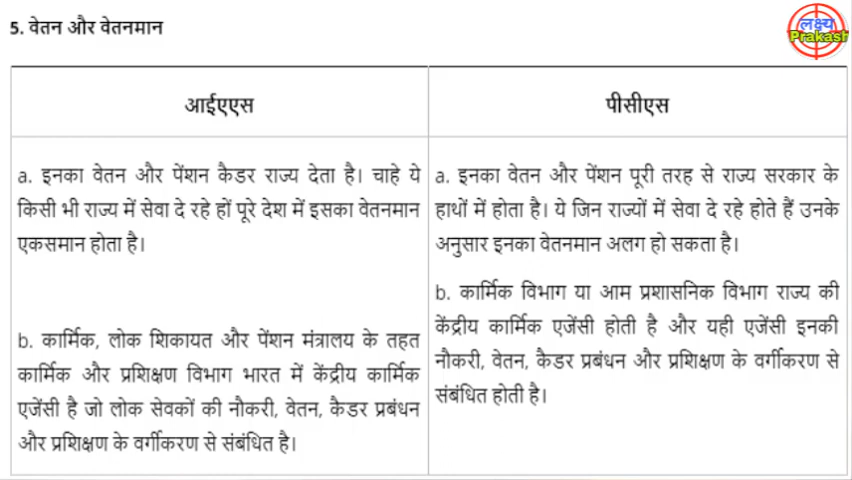 5. वेतन और वेतनमान
लक्ष्य
Prakash
आईएएस
पीसीएस
a. इनका वेतन और पेंशन कैडर राज्य देता है। चाहे ये
किसी भी राज्य में सेवा दे रहे हों पूरे देश में इसका वेतनमान
एकसमान होता है।
b. कार्मिक, लोक शिकायत और पेंशन मंत्रालय के तहत
कार्मिक और प्रशिक्षण विभाग भारत में केंद्रीय कार्मिक
एजेंसी है जो लोक सेवकों की नौकरी, वेतन, कैडर प्रबंधन
और प्रशिक्षण के वर्गीकरण से संबंधित है।
a. इनका वेतन और पेंशन पूरी तरह से राज्य सरकार के
हाथों में होता है। ये जिन राज्यों में सेवा दे रहे होते हैं उनके
अनुसार इनका वेतनमान अलग हो सकता है।
b. कार्मिक विभाग या आम प्रशासनिक विभाग राज्य की
केंद्रीय कार्मिक एजेंसी होती है और यही एजेंसी इनकी
नौकरी, वेतन, कैडर प्रबंधन और प्रशिक्षण के वर्गीकरण से
संबंधित होती है।